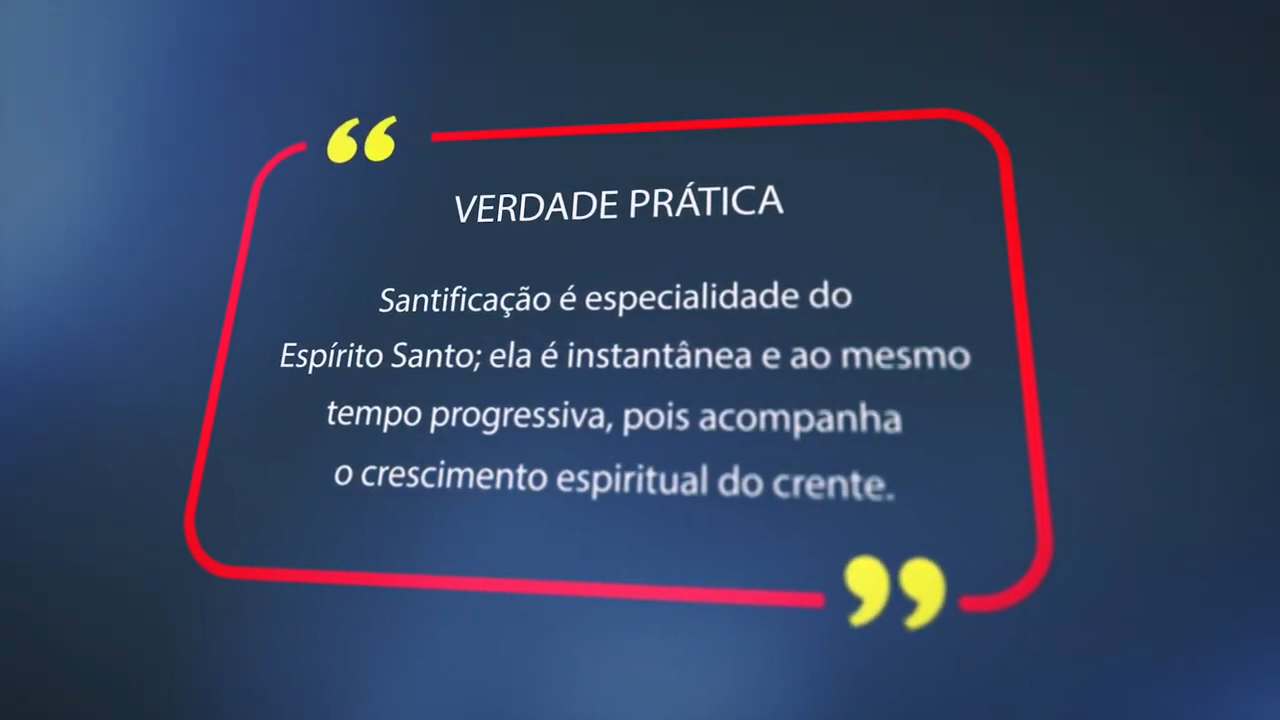 “
VERDADE PRÁTICA
Santificação é especialidade do
Espírito Santo; ela é instantânea e ao mesmo
tempo progressiva, pois acompanha
o crescimento espiritual do crente.
”